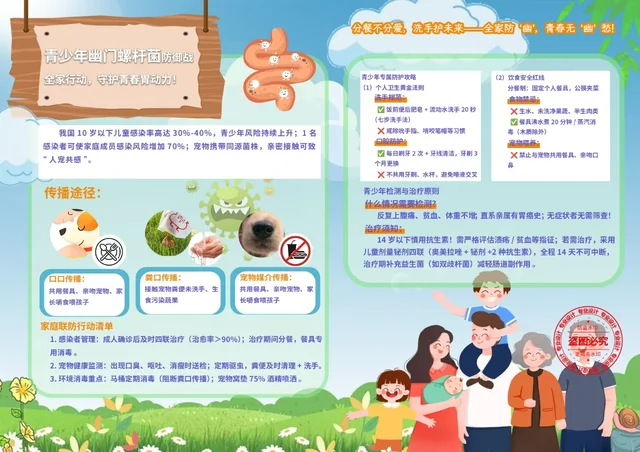 青少年幽门螺杆菌防御战
全家行动，守护青春胃动力！
我国 10 岁以下儿童感染率高达 30%-40%，青少年风险持续上升；1 名
感染者可使家庭成员感染风险增加 70%；宠物携带同源菌株，亲密接触可致
“ 人宠共感 ” 。
传播途径：
口口传播：
共用餐具、亲吻宠物、家
长嚼食喂孩子
粪口传播：
接触宠物粪便未洗手、生
食污染蔬果
宠物媒介传播：
共用餐具、亲吻宠物、家
长嚼食喂孩子
家庭联防行动清单
1. 感染者管理：成人确诊后及时四联治疗（治愈率＞90%）；治疗期间分餐，餐具专
用消毒 。
2. 宠物健康监测：出现口臭、呕吐、消瘦时送检；定期驱虫，粪便及时清理 + 洗手。
3. 环境消毒重点：马桶定期消毒（阻断粪口传播）；宠物窝垫 75% 酒精喷洒 。
分餐不分爱，洗手护未来——全家防‘幽’，青春无‘幽’愁！
青少年专属防护攻略
（1）个人卫生黄金法则
洗手规范：
✅ 饭前便后肥皂 + 流动水洗手 20 秒
（七步洗手法）
❌ 戒除吮手指、啃咬笔帽等习惯
口腔防护：
✅ 每日刷牙 2 次 + 牙线清洁，牙刷 3
个月更换
❌ 不共用牙刷、水杯，避免唾液交叉
（2）饮食安全红线
分餐制：固定个人餐具，公筷夹菜
食物禁忌：
❌ 生水、未洗净果蔬、半生肉类
✅ 餐具沸水煮 20 分钟 / 蒸汽消
毒（木质除外）
宠物喂养：
❌ 禁止与宠物共用餐具、亲吻口
鼻
青少年检测与治疗原则
什么情况需要检测?
反复上腹痛、贫血、体重不增; 直系亲属有胃癌史; 无症状者无需筛查!
治疗须知：
14 岁以下慎用抗生素！需严格评估溃疡 / 贫血等指征；若需治疗，采用
儿童剂量铋剂四联（奥美拉唑 + 铋剂 +2 种抗生素），全程 14 天不可中断，
治疗期补充益生菌（如双歧杆菌）减轻肠道副作用 。
盗图必究